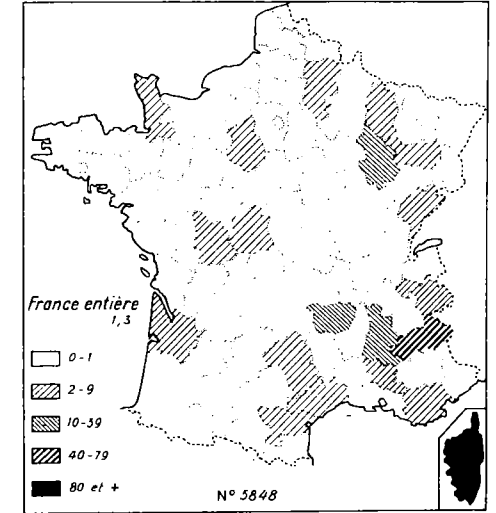 France entière
1,3
0-1
2-9
10-39
40-79
80 et +
N° 5848